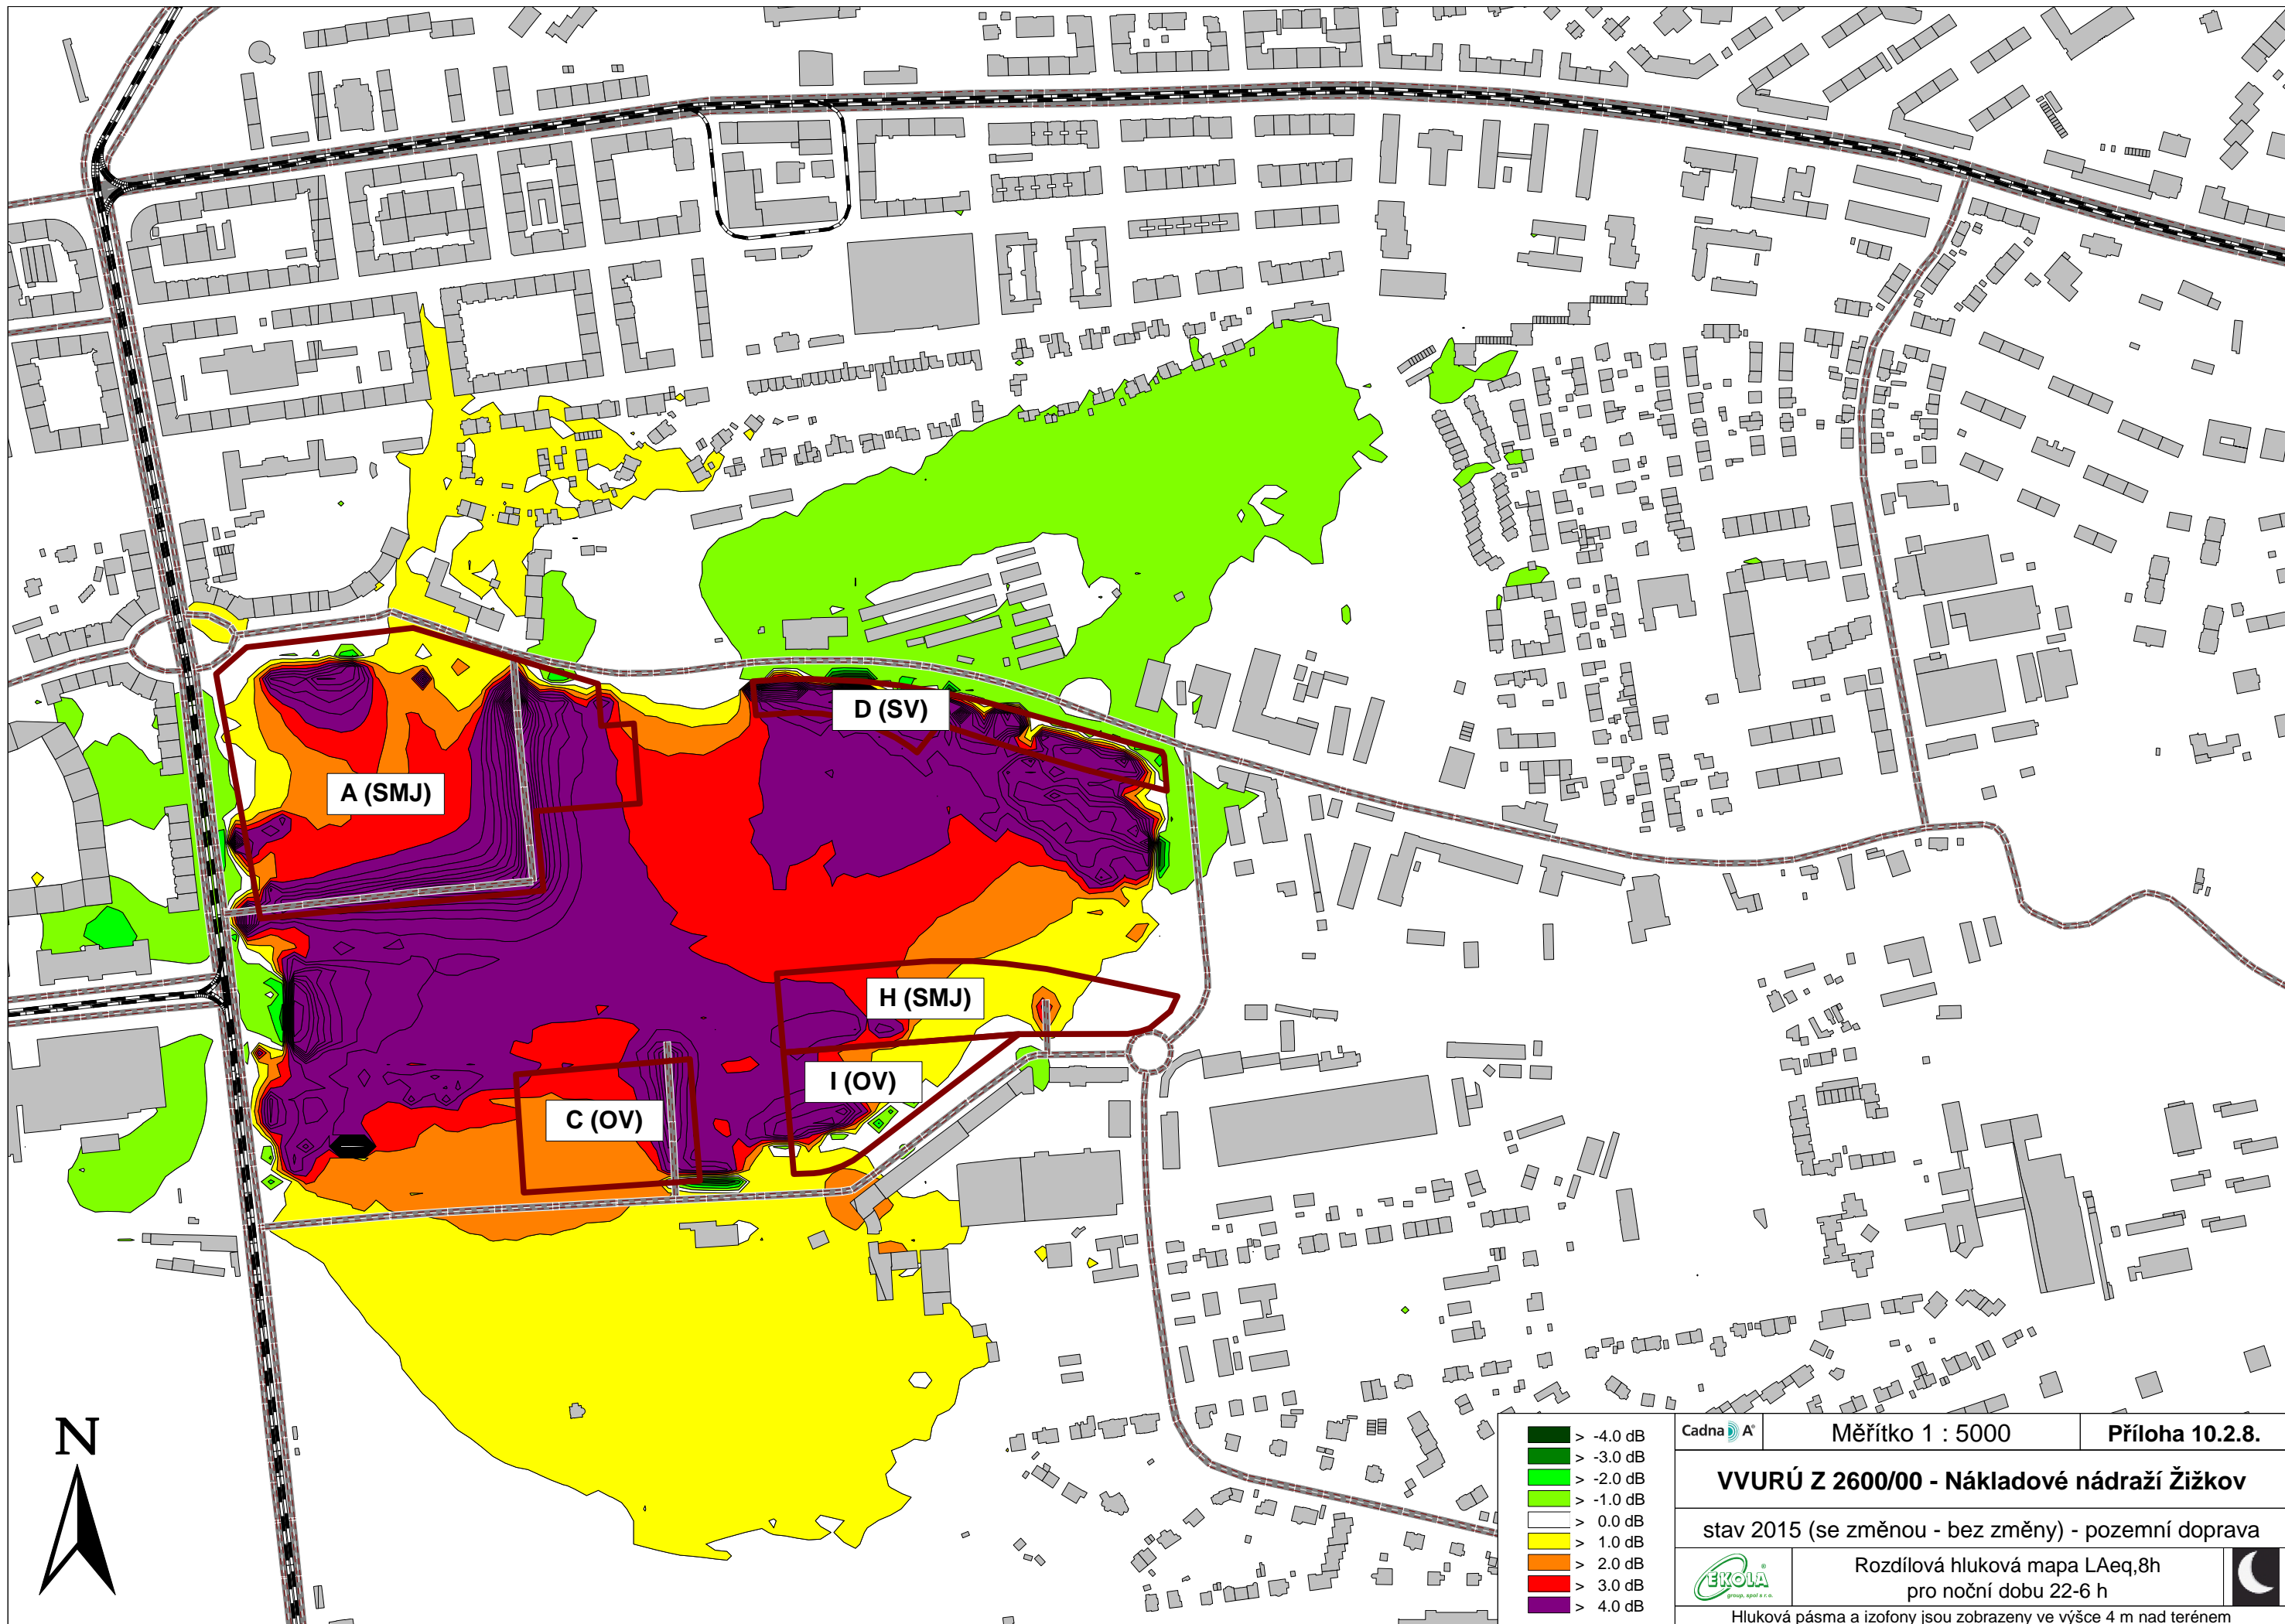 A (SMJ)
D (SV)
H (SMJ)
I (OV)
C (OV)
N
> -4.0 dB
> -3.0 dB
> -2.0 dB
> -1.0 dB
> 0.0 dB
> 1.0 dB
> 2.0 dB
> 3.0 dB
> 4.0 dB
Cadna A®
Měřítko 1 : 5000
Příloha 10.2.8.
VVURÚ Z 2600/00 - Nákladové nádraží Žižkov
stav 2015 (se změnou - bez změny) - pozemní doprava
EKOLA ®
group, spol s r.o.
Rozdílová hluková mapa LAeq,8h
pro noční dobu 22-6 h
Hluková pásma a izofony jsou zobrazeny ve výšce 4 m nad terénem